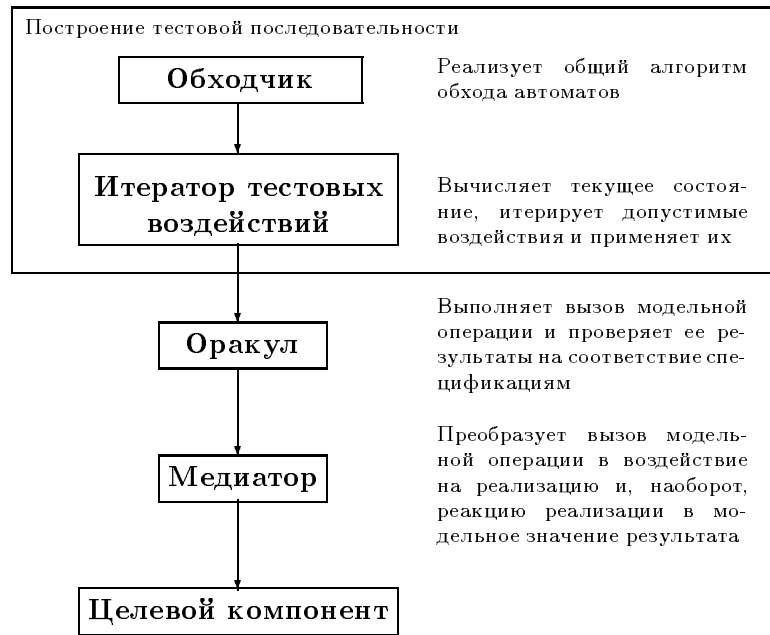 Построение тестовой последовательности
Обходчик
Реализует общий алгоритм
обхода автоматов
Итератор тестовых
воздействий
Вычисляет текущее состоя-
ние, итерирует допустимые
воздействия и применяет их
Оракул
Выполняет вызов модельной
операции и проверяет ее ре-
зультаты на соответствие спе-
цификациям
Медиатор
Преобразует вызов модель-
ной операции в воздействие
на реализацию и, наоборот,
реакцию реализации в мо-
дельное значение результата
Целевой компонент